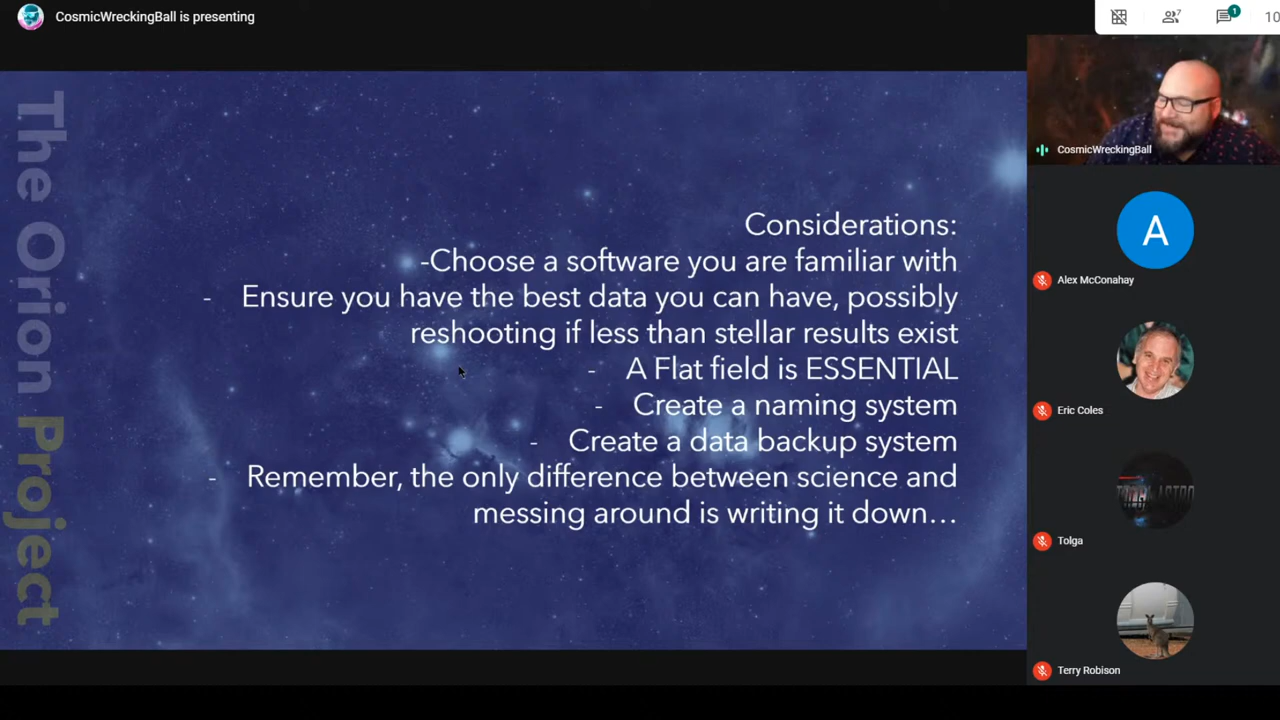 CosmicWreckingBall is presenting
7
1
10
The Orion Project
Considerations:
-Choose a software you are familiar with
- Ensure you have the best data you can have, possibly
reshooting if less than stellar results exist
- A Flat field is ESSENTIAL
- Create a naming system
- Create a data backup system
- Remember, the only difference between science and
messing around is writing it down…
CosmicWreckingBall
A
Alex McConahay
Eric Coles
Tolga
Terry Robison